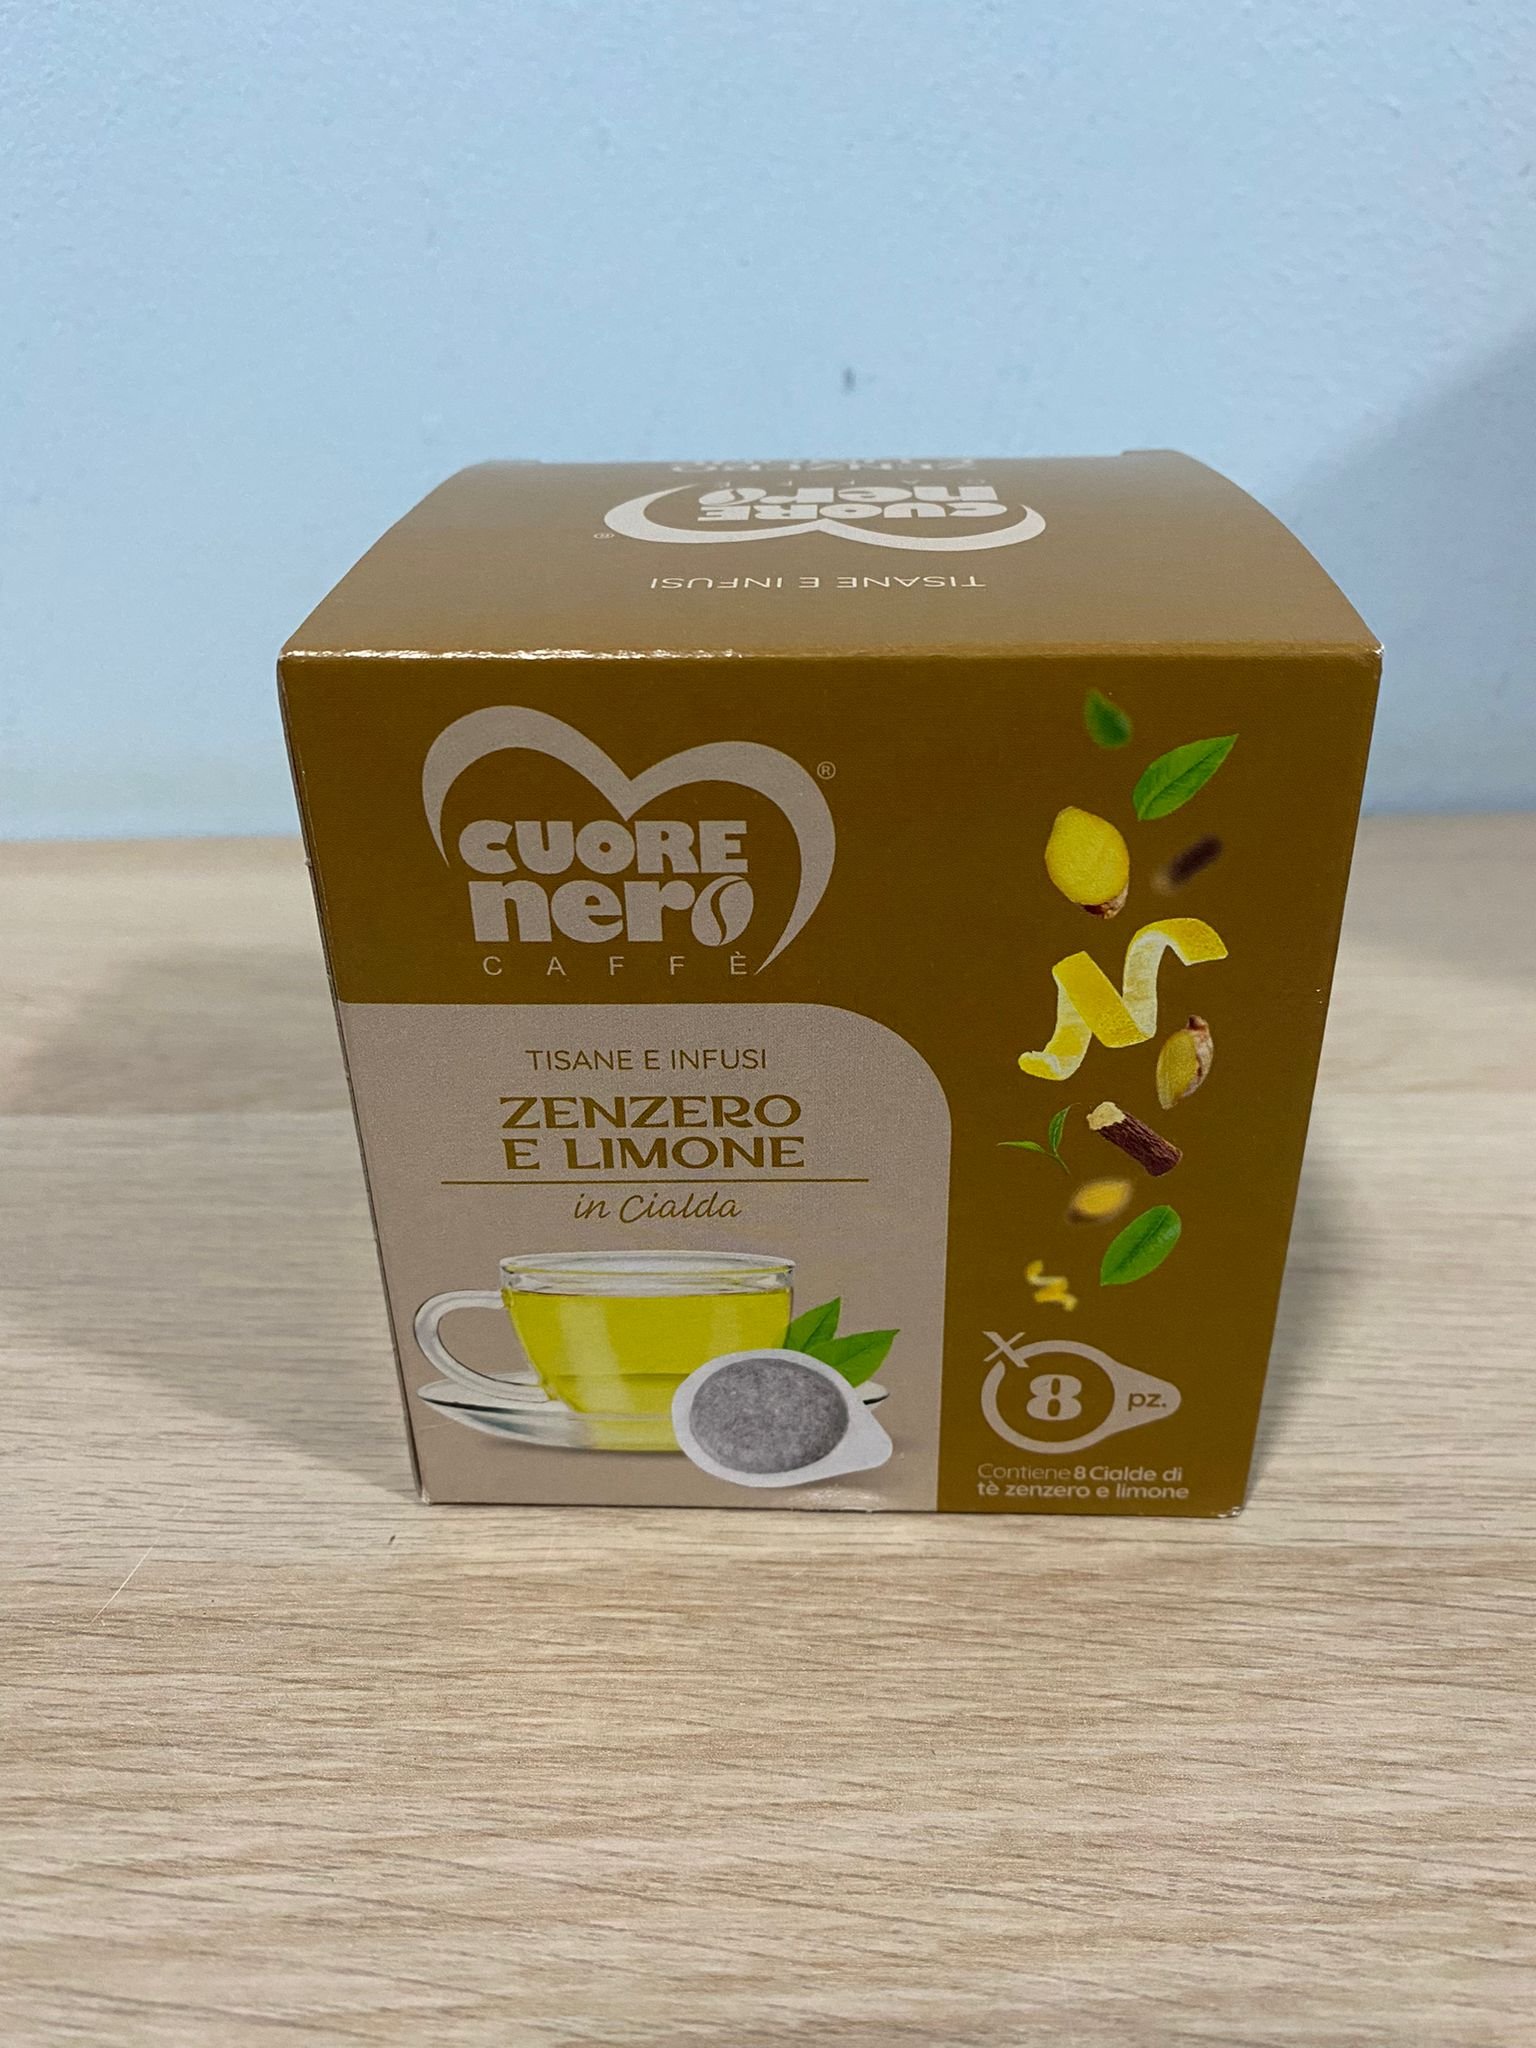 ZENZERO
CAFFÈ
CUORE
nero
®
TISANE E INFUSI
®
CUORE
nero
CAFFÈ
TISANE E INFUSI
ZENZERO
E LIMONE
in Cialda
X
8 pz.
Contiene 8 Cialde di
tè zenzero e limone